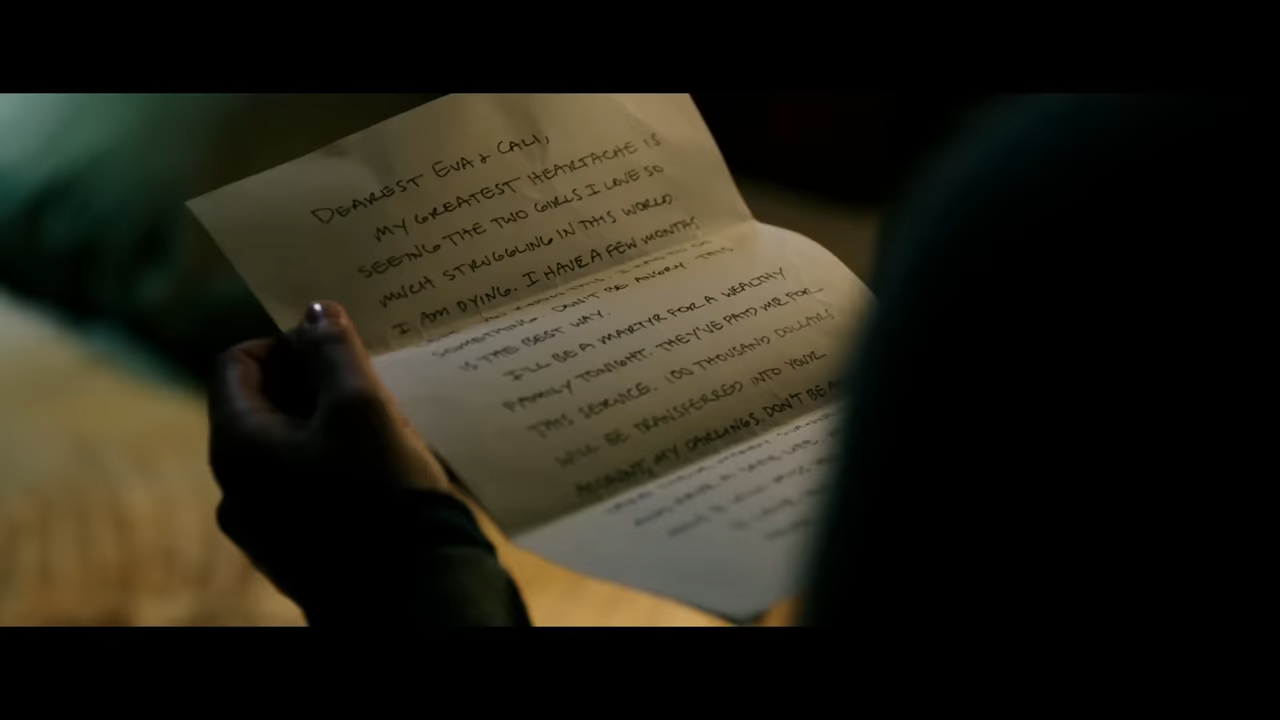 DEAREST EVA & CALI,
MY GREATEST HEARTACHE IS
SEEING THE TWO GIRLS I LOVE SO
MUCH STRUGGLING IN THIS WORLD.
I AM DYING. I HAVE A FEW MONTHS
SOMETHING. DON'T BE ANGRY. THIS
IS THE BEST WAY.
I'LL BE A MARTYR FOR A WEALTHY
FAMILY TONIGHT. THEY'VE PAID ME FOR
THIS SERVICE. 100 THOUSAND DOLLARS
WILL BE TRANSFERRED INTO YOUR
ACCOUNT, MY DARLINGS. DON'T BE